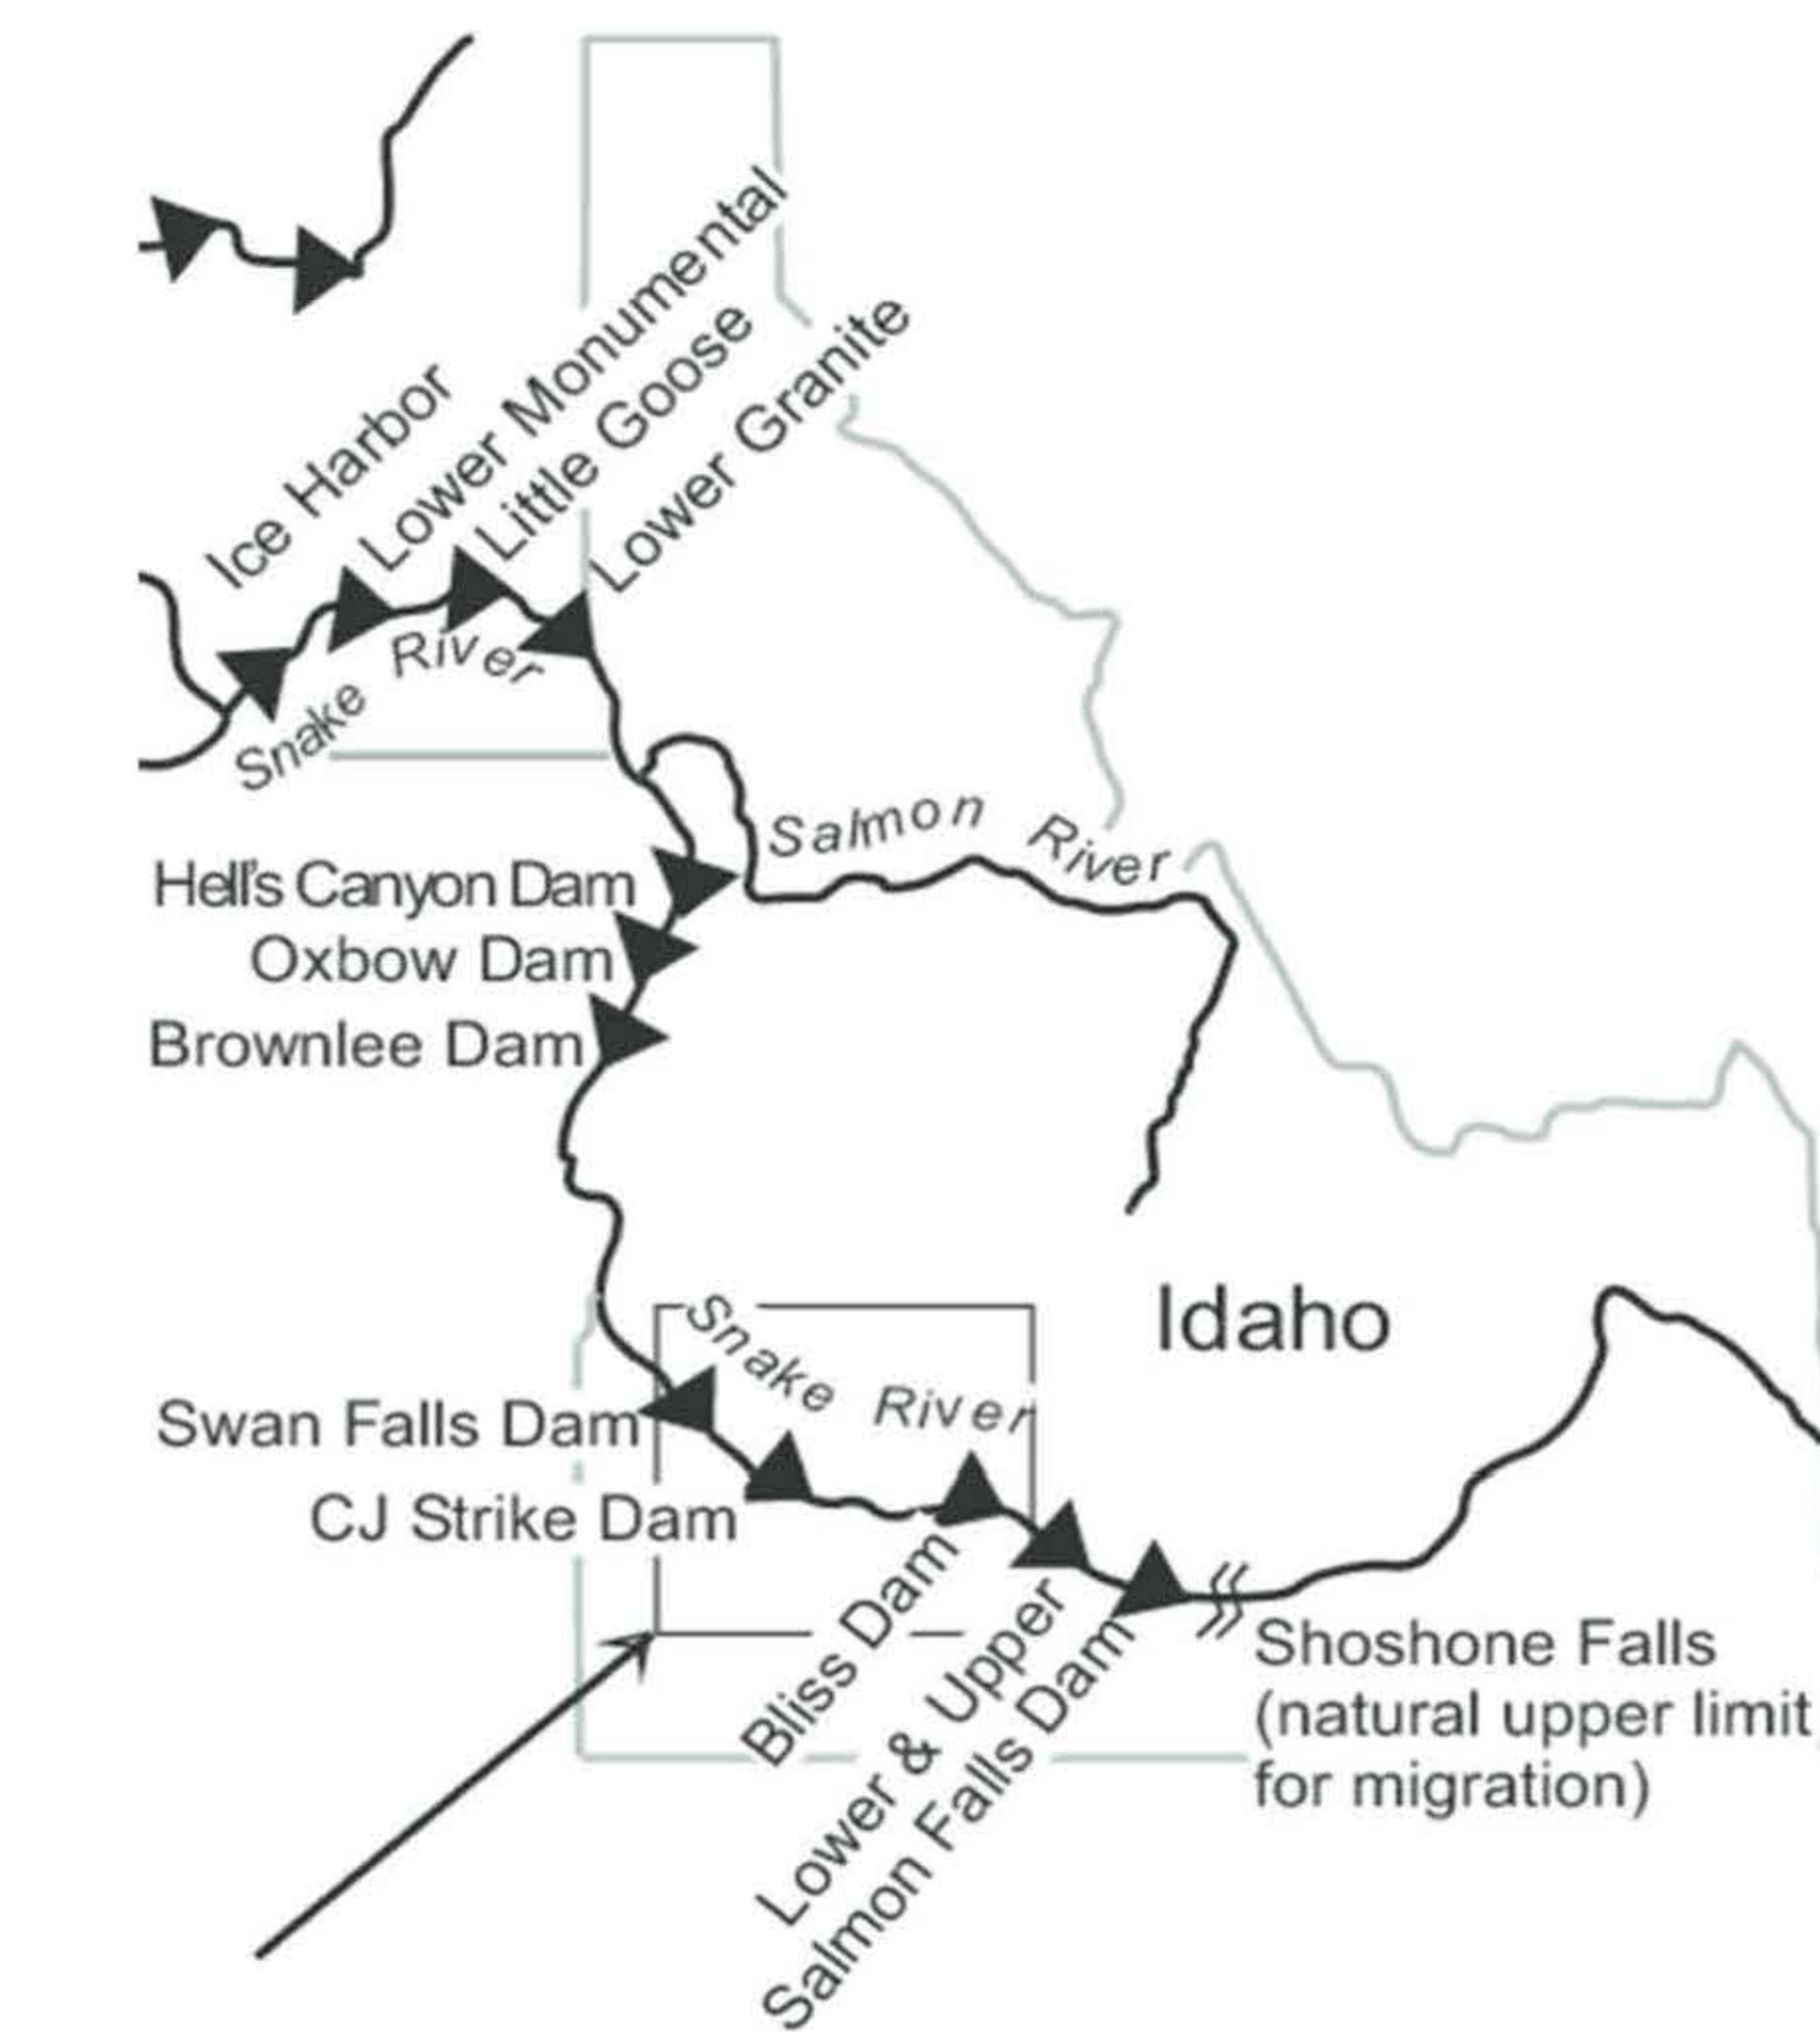 Ice Harbor
Lower Monumental
Little Goose
Lower Granite
Snake River
Salmon River
Hell's Canyon Dam
Oxbow Dam
Brownlee Dam
Idaho
Snake River
Swan Falls Dam
CJ Strike Dam
Bliss Dam
Lower & Upper
Salmon Falls Dam
Shoshone Falls
(natural upper limit
for migration)